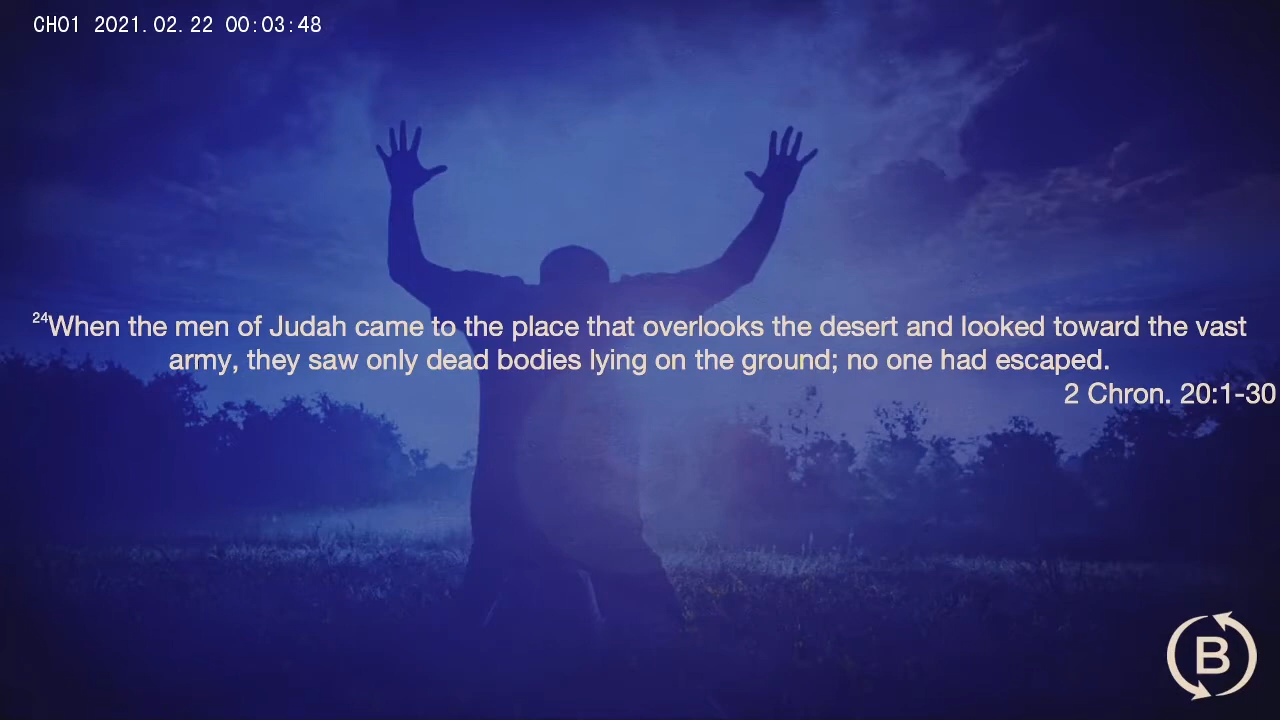 CH01 2021.02.22 00:03:48
²⁴When the men of Judah came to the place that overlooks the desert and looked toward the vast
army, they saw only dead bodies lying on the ground; no one had escaped.
2 Chron. 20:1-30
B